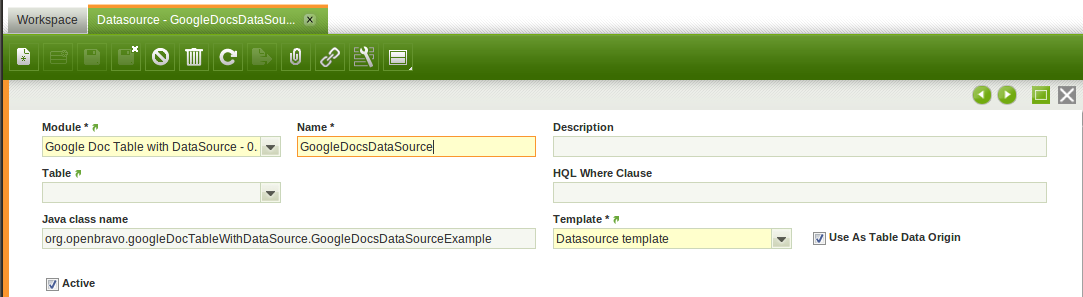 Workspace
Datasource - GoogleDocsDataSou...
Module *
Name *
Description
Google Doc Table with DataSource - 0.
GoogleDocsDataSource
Table
HQL Where Clause
Java class name
Template *
org.openbravo.googleDocTableWithDataSource.GoogleDocsDataSourceExample
Datasource template
Use As Table Data Origin
Active